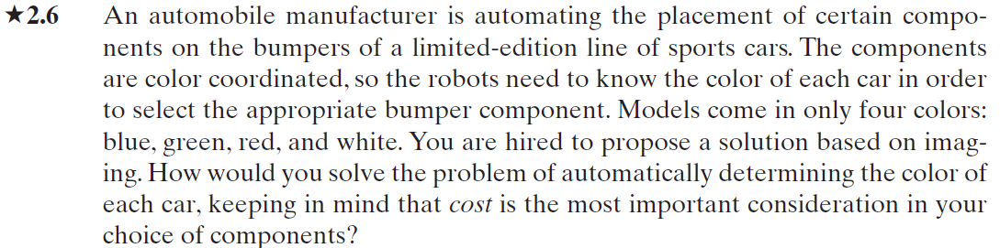 ★2.6 An automobile manufacturer is automating the placement of certain compo-
nents on the bumpers of a limited-edition line of sports cars. The components
are color coordinated, so the robots need to know the color of each car in order
to select the appropriate bumper component. Models come in only four colors:
blue, green, red, and white. You are hired to propose a solution based on imag-
ing. How would you solve the problem of automatically determining the color of
each car, keeping in mind that cost is the most important consideration in your
choice of components?